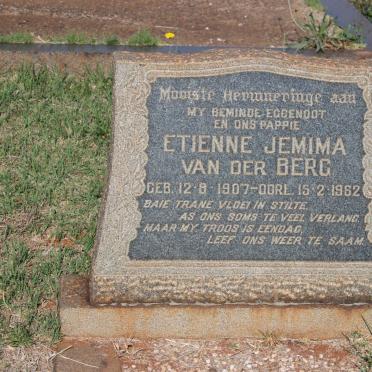 Mooiste Herinneringe aan
MY BEMINDE EGGENOOT
EN ONS PAPPIE
ETIENNE JEMIMA
VAN DER BERG
GEB. 12·8·1907-OORL. 15·2·1962
BAIE TRANE VLOEI IN STILTE,
AS ONS SOMS TE VEEL VERLANG.
MAAR MY TROOS IS EENDAG,
LEEF ONS WEER TE SAAM.